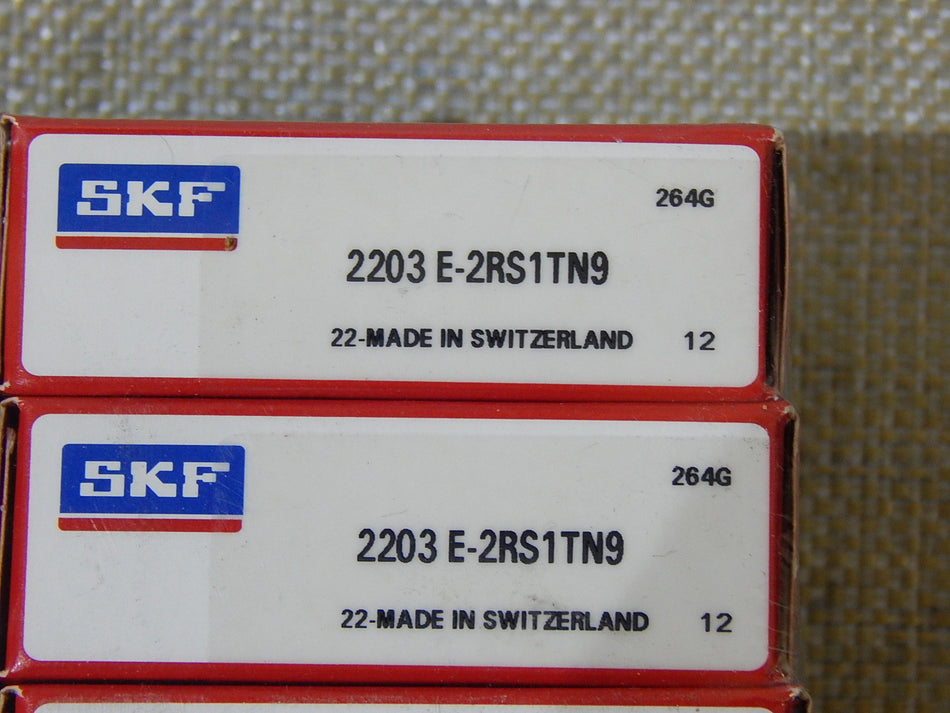 SKF
264G
2203 E-2RS1TN9
22-MADE IN SWITZERLAND 12
SKF
264G
2203 E-2RS1TN9
22-MADE IN SWITZERLAND 12